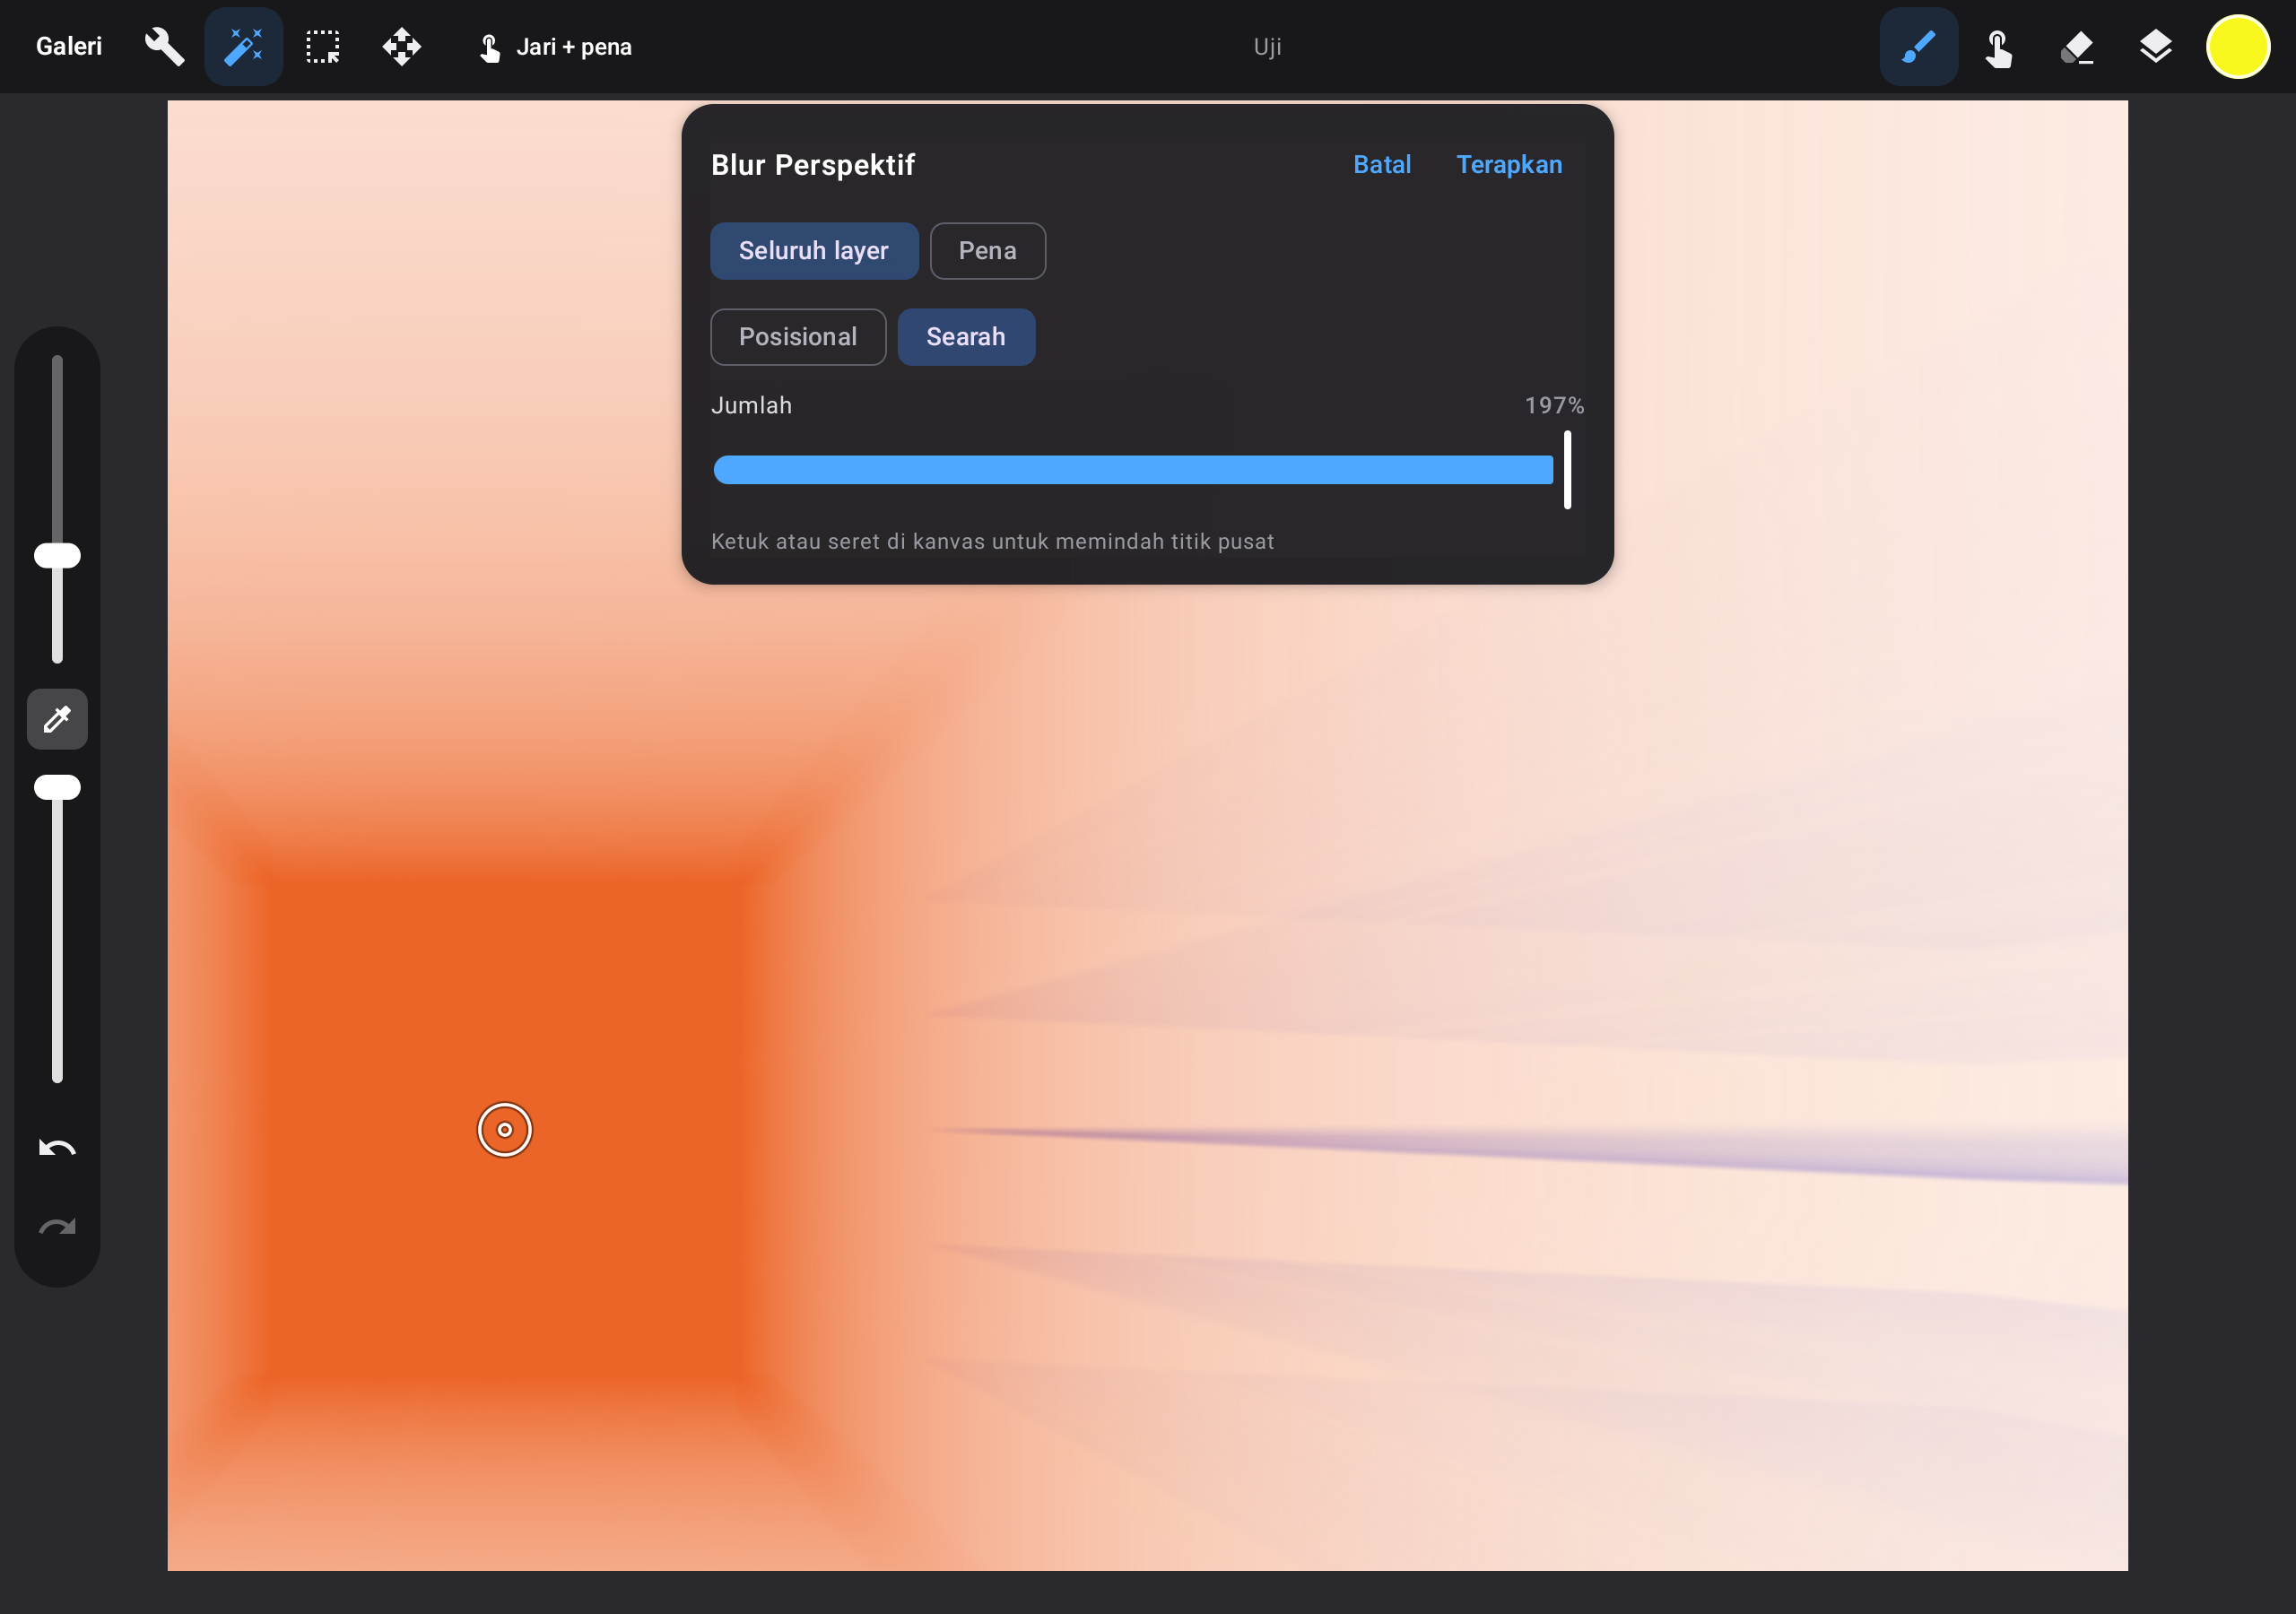 Galeri
Jari + pena
Uji
Blur Perspektif
Batal
Terapkan
Seluruh layer
Pena
Posisional
Searah
Jumlah
197%
Ketuk atau seret di kanvas untuk memindah titik pusat